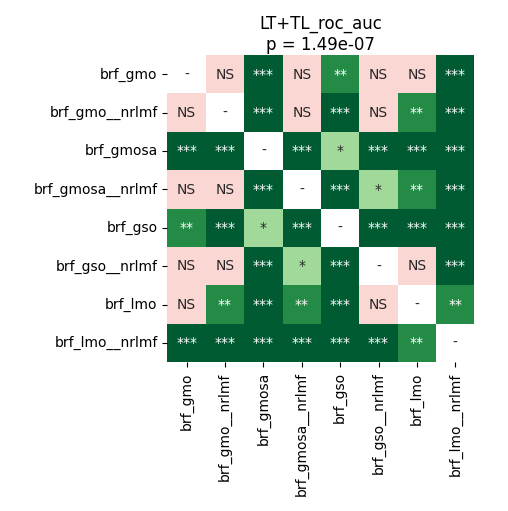 LT+TL_roc_auc
p = 1.49e-07
brf_gmo - NS *** NS ** NS NS ***
brf_gmo__nrlmf NS - *** NS *** NS ** ***
brf_gmosa *** *** - *** * *** *** ***
brf_gmosa__nrlmf NS NS *** - *** * ** ***
brf_gso ** *** * *** - *** *** ***
brf_gso__nrlmf NS NS *** * *** - NS ***
brf_lmo NS ** *** ** *** NS - **
brf_lmo__nrlmf *** *** *** *** *** *** ** -
brf_gmo
brf_gmo__nrlmf
brf_gmosa
brf_gmosa__nrlmf
brf_gso
brf_gso__nrlmf
brf_lmo
brf_lmo__nrlmf